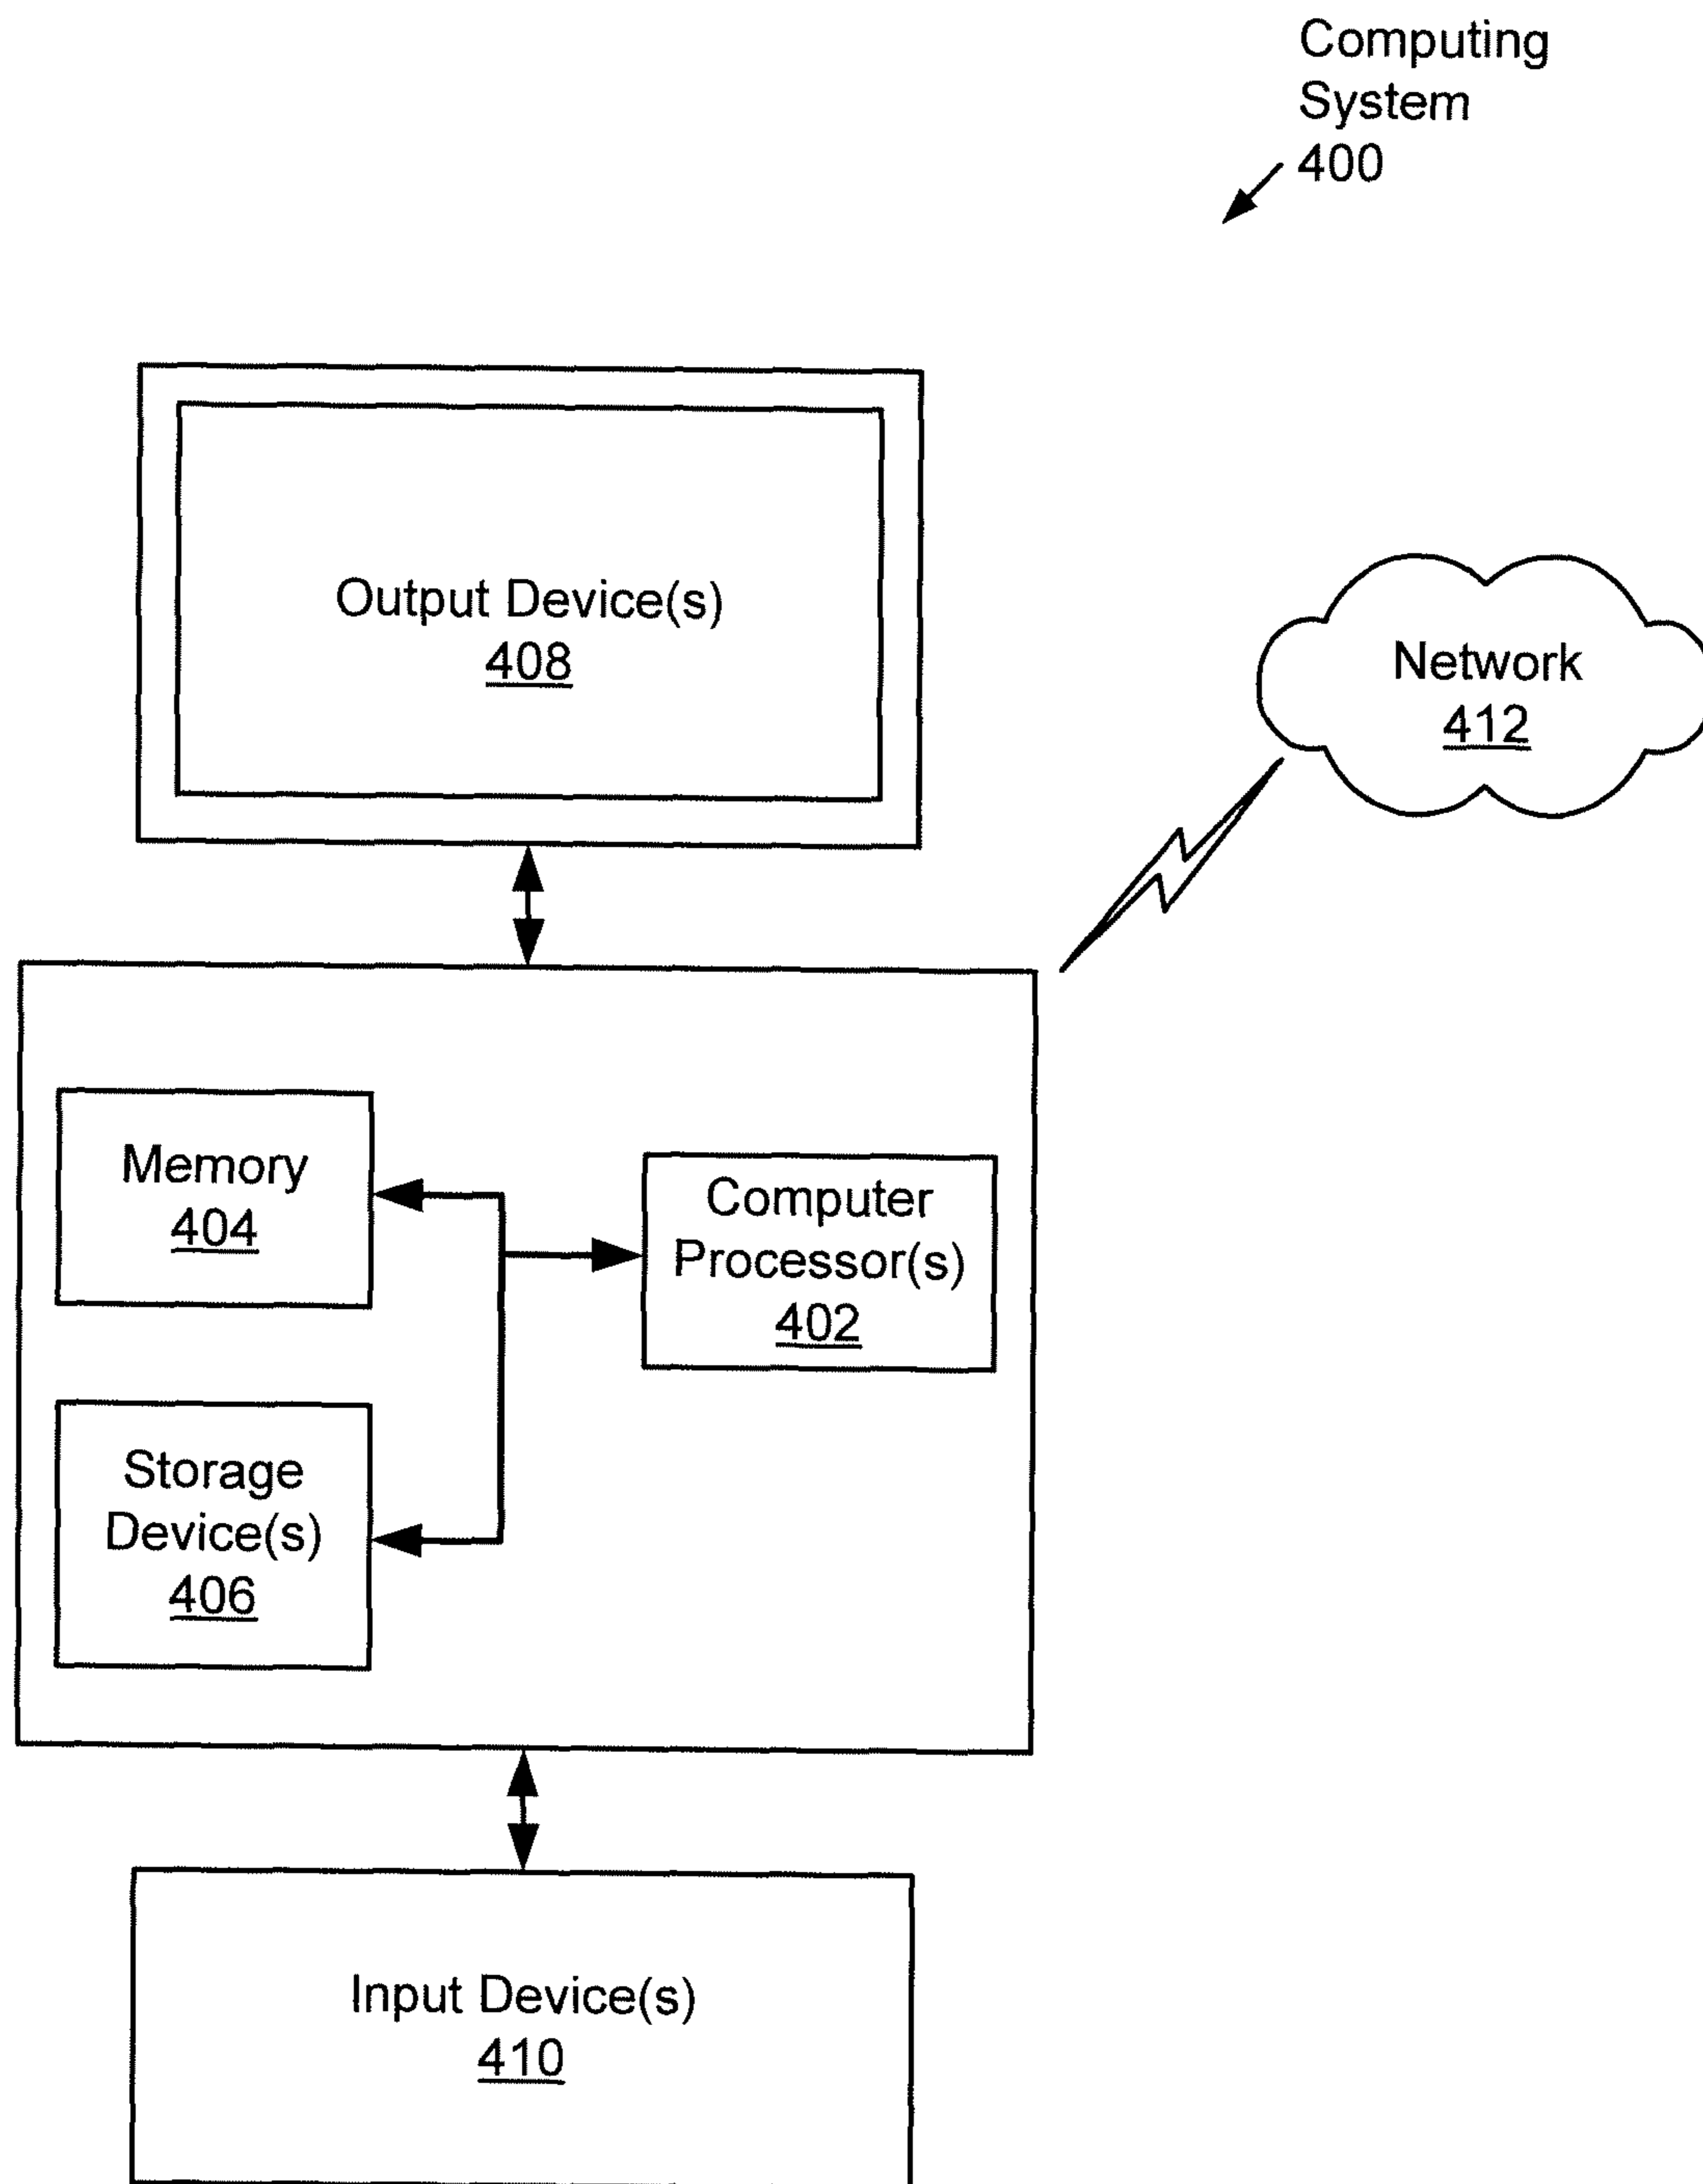 Computing
System
400
Output Device(s)
408
Network
412
Memory
404
Computer
Processor(s)
402
Storage
Device(s)
406
Input Device(s)
410